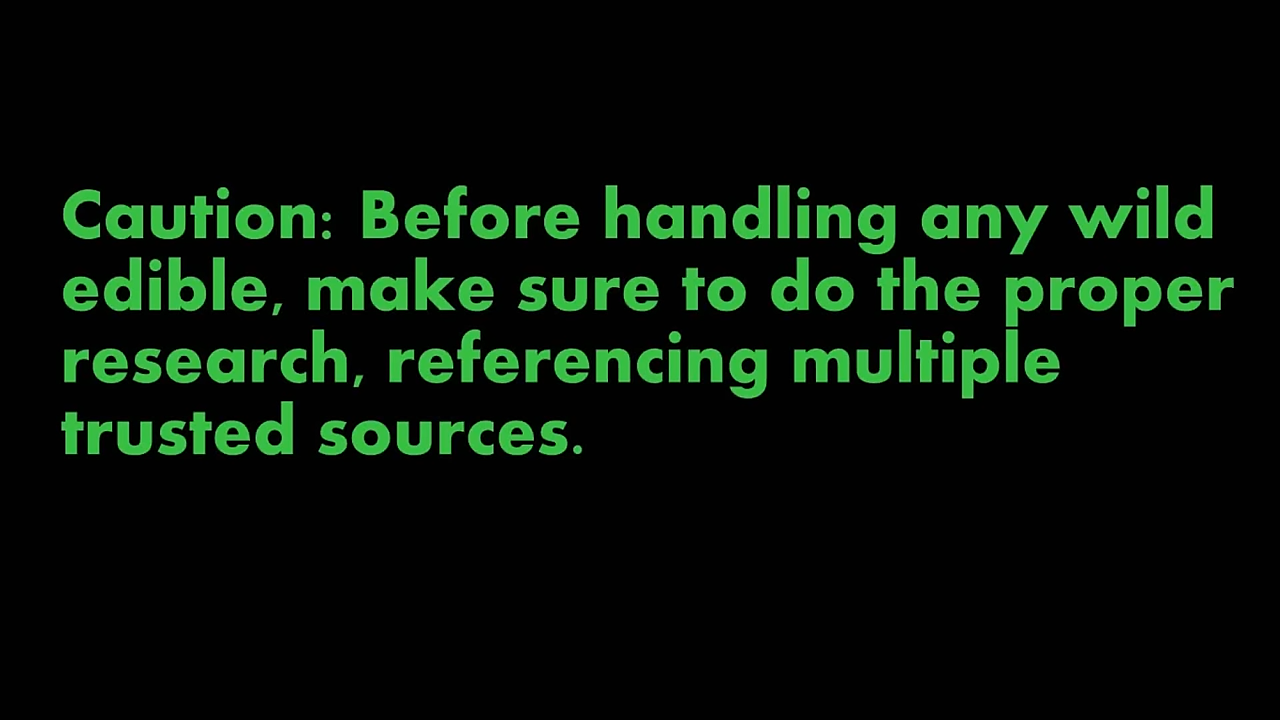 Caution: Before handling any wild
edible, make sure to do the proper
research, referencing multiple
trusted sources.